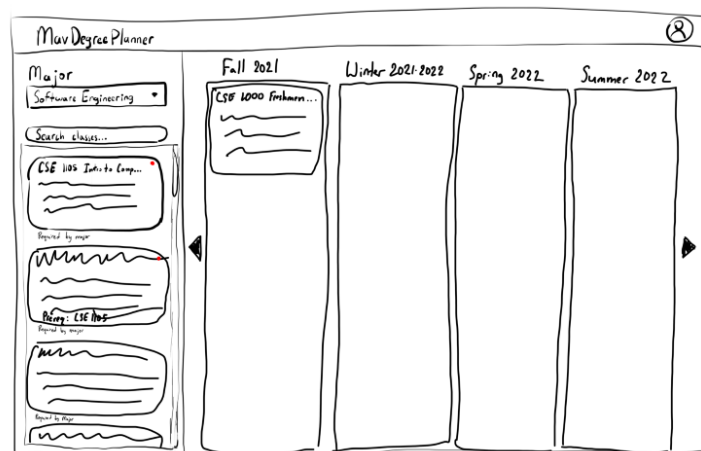 Mav Degree Planner
Major
Software Engineering
Search classes...
CSE 1105 Intro to Comp...
Required by major
Prereq: CSE 1105
Required by major
Required by Major
Fall 2021
CSE 1000 Freshmen...
Winter 2021-2022
Spring 2022
Summer 2022